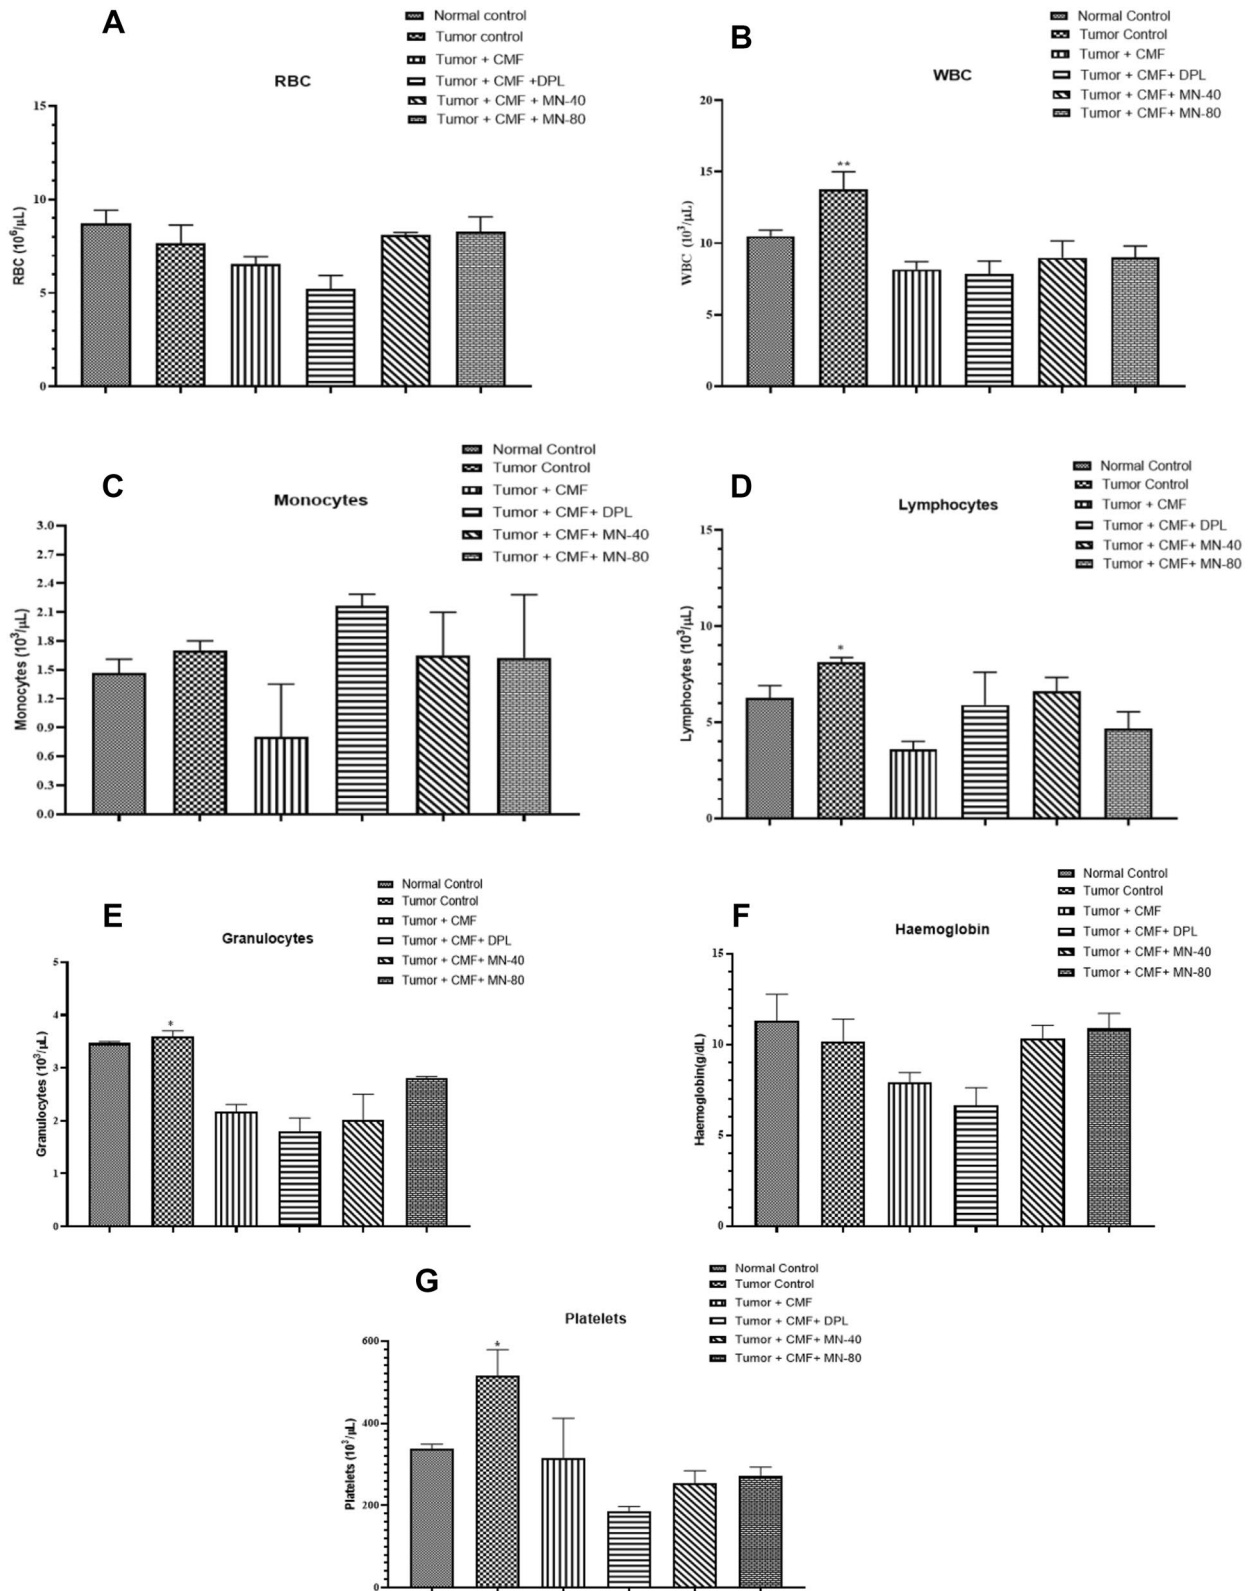 A
Normal control
Tumor control
Tumor + CMF
Tumor + CMF +DPL
Tumor + CMF + MN-40
Tumor + CMF + MN-80
RBC
15
10
5
0
RBC (10⁶/μL)
B
Normal Control
Tumor Control
Tumor + CMF
Tumor + CMF+ DPL
Tumor + CMF+ MN-40
Tumor + CMF+ MN-80
WBC
20
15
10
5
0
WBC (10³/μL)
**
C
Normal Control
Tumor Control
Tumor + CMF
Tumor + CMF+ DPL
Tumor + CMF+ MN-40
Tumor + CMF+ MN-80
Monocytes
3.0
2.7
2.4
2.1
1.8
1.5
1.2
0.9
0.6
0.3
0.0
Monocytes (10³/μL)
D
Normal Control
Tumor Control
Tumor + CMF
Tumor + CMF+ DPL
Tumor + CMF+ MN-40
Tumor + CMF+ MN-80
Lymphocytes
15
10
5
0
Lymphocytes (10³/μL)
*
E
Normal Control
Tumor Control
Tumor + CMF
Tumor + CMF+ DPL
Tumor + CMF+ MN-40
Tumor + CMF+ MN-80
Granulocytes
5
4
3
2
1
0
Granulocytes (10³/μL)
*
F
Normal Control
Tumor Control
Tumor + CMF
Tumor + CMF+ DPL
Tumor + CMF+ MN-40
Tumor + CMF+ MN-80
Haemoglobin
15
10
5
0
Haemoglobin(g/dL)
G
Normal Control
Tumor Control
Tumor + CMF
Tumor + CMF+ DPL
Tumor + CMF+ MN-40
Tumor + CMF+ MN-80
Platelets
600
400
200
0
Platelets (10³/μL)
*